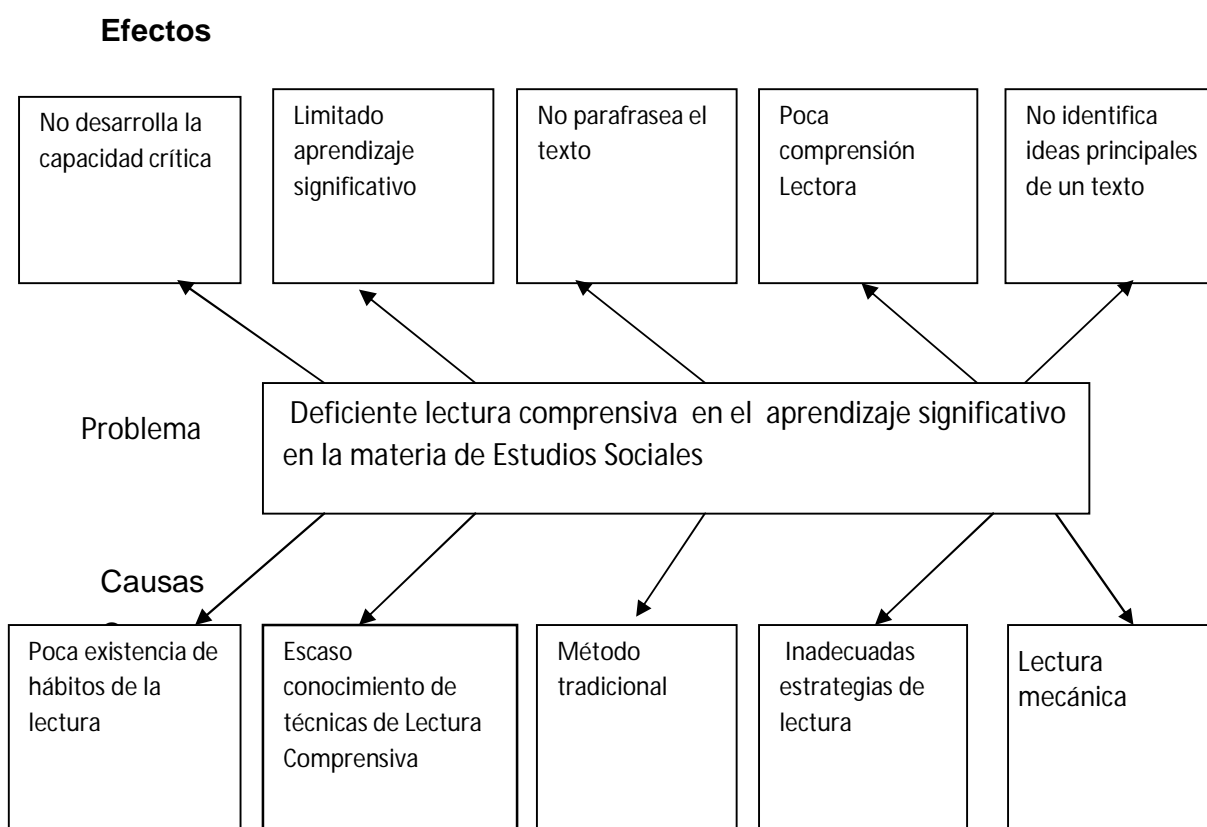 Efectos
No desarrolla la
capacidad crítica
Limitado
aprendizaje
significativo
No parafrasea el
texto
Poca
comprensión
Lectora
No identifica
ideas principales
de un texto
Problema
Deficiente lectura comprensiva en el aprendizaje significativo
en la materia de Estudios Sociales
Causas
Poca existencia de
hábitos de la
lectura
Escaso
conocimiento de
técnicas de Lectura
Comprensiva
Método
tradicional
Inadecuadas
estrategias de
lectura
Lectura
mecánica